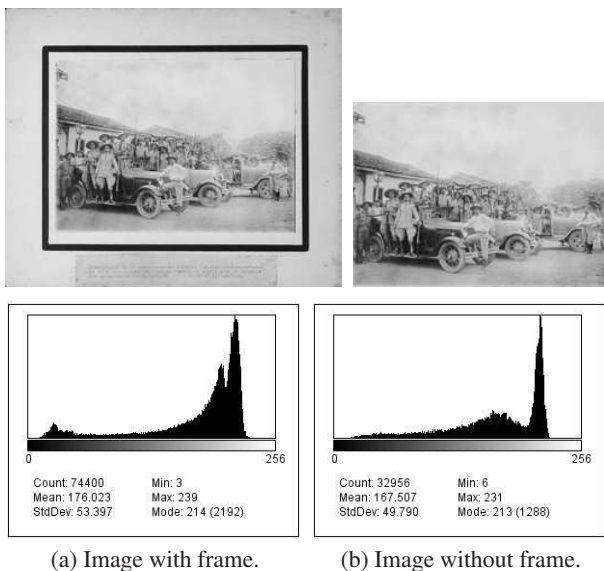 0 256
Count: 74400 Min: 3
Mean: 176.023 Max: 239
StdDev: 53.397 Mode: 214 (2192)
0 256
Count: 32956 Min: 6
Mean: 167.507 Max: 231
StdDev: 49.790 Mode: 213 (1288)
(a) Image with frame.
(b) Image without frame.